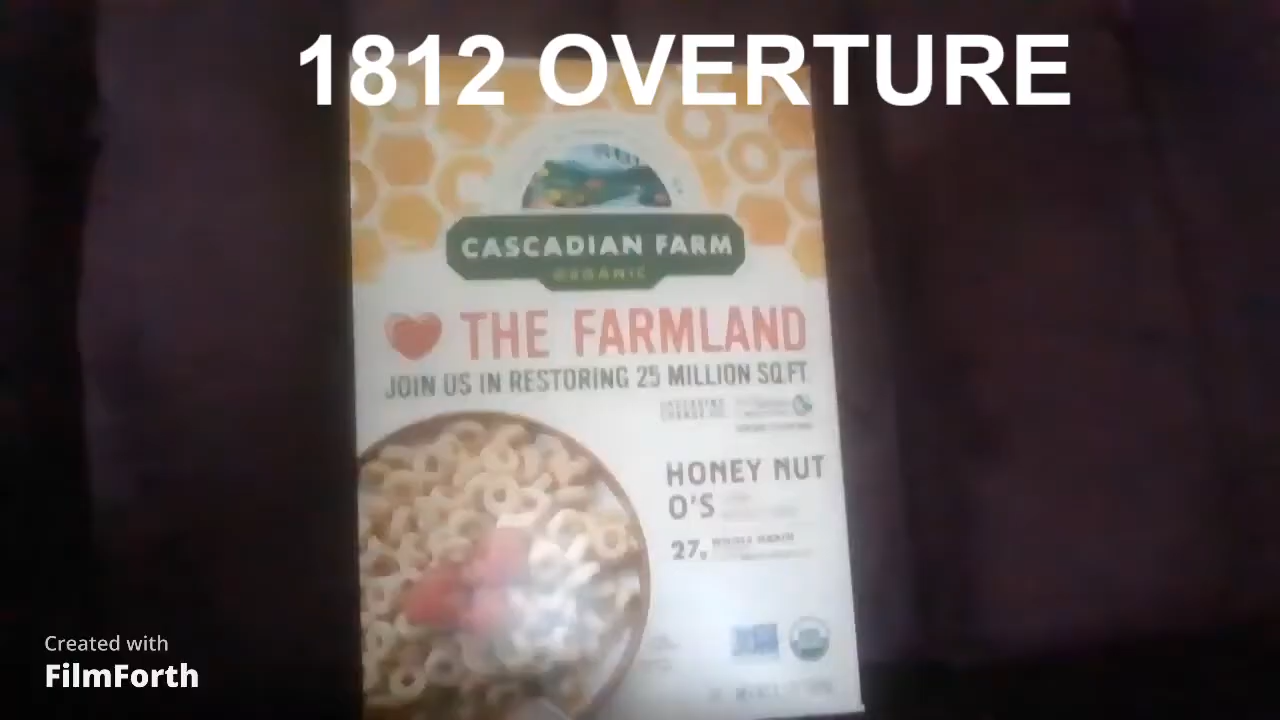 1812 OVERTURE
CASCADIAN FARM
ORGANIC
THE FARMLAND
JOIN US IN RESTORING 25 MILLION SQ.FT.
HONEY NUT
O'S
27g
Created with
FilmForth